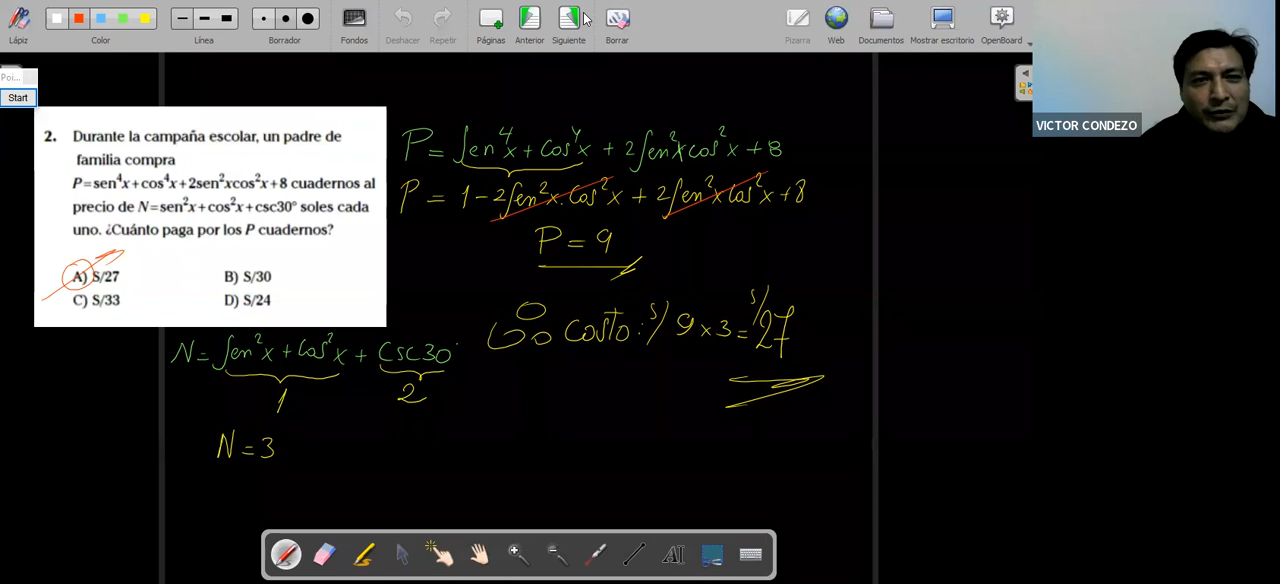 Lápiz
Color
Línea
Borrador
Fondos
Deshacer
Repetir
Páginas
Anterior
Siguiente
Borrar
Pizarra
Web
Documentos
Mostrar escritorio
OpenBoard
Poi...
Start
VICTOR CONDEZO
2. Durante la campaña escolar, un padre de
familia compra
P=sen⁴x+cos⁴x+2sen²xcos²x+8 cuadernos al
precio de N=sen²x+cos²x+csc30° soles cada
uno. ¿Cuánto paga por los P cuadernos?
A) S/27 B) S/30
C) S/33 D) S/24
P = Sen⁴x + Cos⁴x + 2Sen²xCos²x + 8
P = 1 - 2Sen²x.Cos²x + 2Sen²xCos²x + 8
P = 9
Costo: S/ 9 x 3 = S/ 27
N = Sen²x + Cos²x + Csc30°
1 2
N = 3
AI